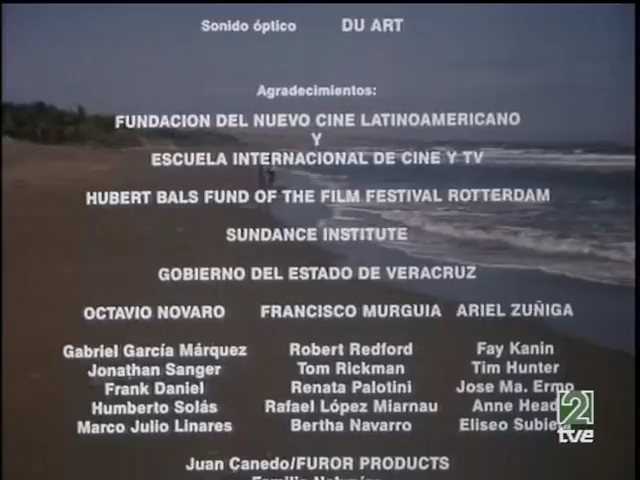 Sonido óptico DU ART
Agradecimientos:
FUNDACION DEL NUEVO CINE LATINOAMERICANO
Y
ESCUELA INTERNACIONAL DE CINE Y TV
HUBERT BALS FUND OF THE FILM FESTIVAL ROTTERDAM
SUNDANCE INSTITUTE
GOBIERNO DEL ESTADO DE VERACRUZ
OCTAVIO NOVARO FRANCISCO MURGUIA ARIEL ZUÑIGA
Gabriel García Márquez Robert Redford Fay Kanin
Jonathan Sanger Tom Rickman Tim Hunter
Frank Daniel Renata Palotini Jose Ma.
Humberto Solás Rafael López Miarnau Anne
Marco Julio Linares Bertha Navarro Eliseo
2
tve
Juan Canedo/FUROR PRODUCTS